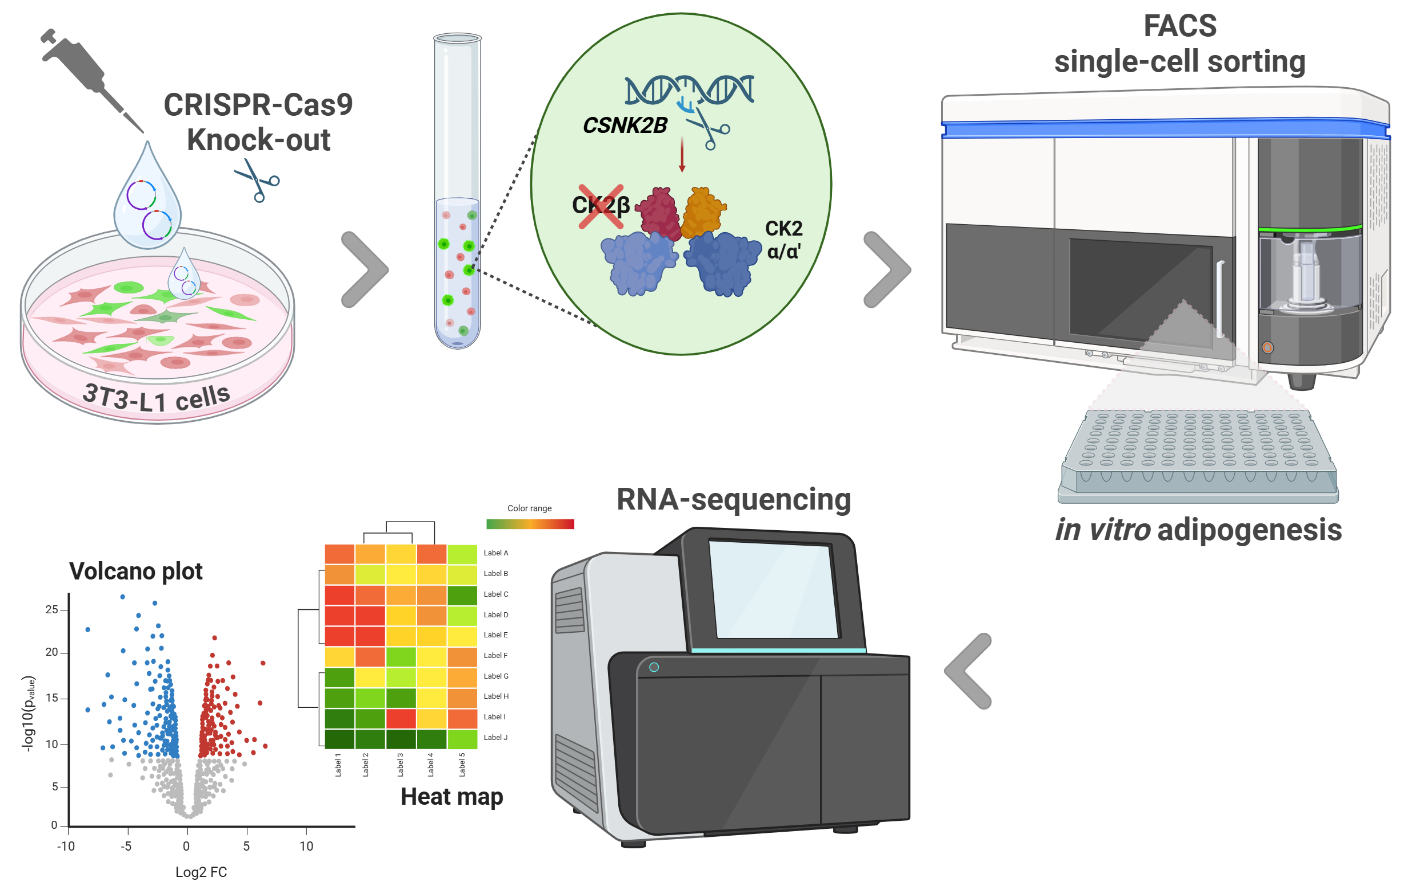 CRISPR-Cas9
Knock-out
3T3-L1 cells
CSNK2B
CK2β
CK2
α/α'
FACS
single-cell sorting
in vitro adipogenesis
RNA-sequencing
Color range
Label A
Label B
Label C
Label D
Label E
Label F
Label G
Label H
Label I
Label J
Label 1
Label 2
Label 3
Label 4
Label 5
Heat map
Volcano plot
-log10(pvalue)
25
20
15
10
5
0
-10
-5
0
5
10
Log2 FC